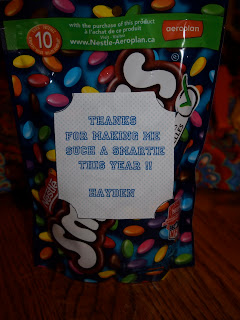 10
with the purchase of this product
à l'achat de ce produit
www.Nestle-Aeroplan.ca
aeroplan
THANKS
FOR MAKING ME
SUCH A SMARTIE
THIS YEAR !!
HAYDEN